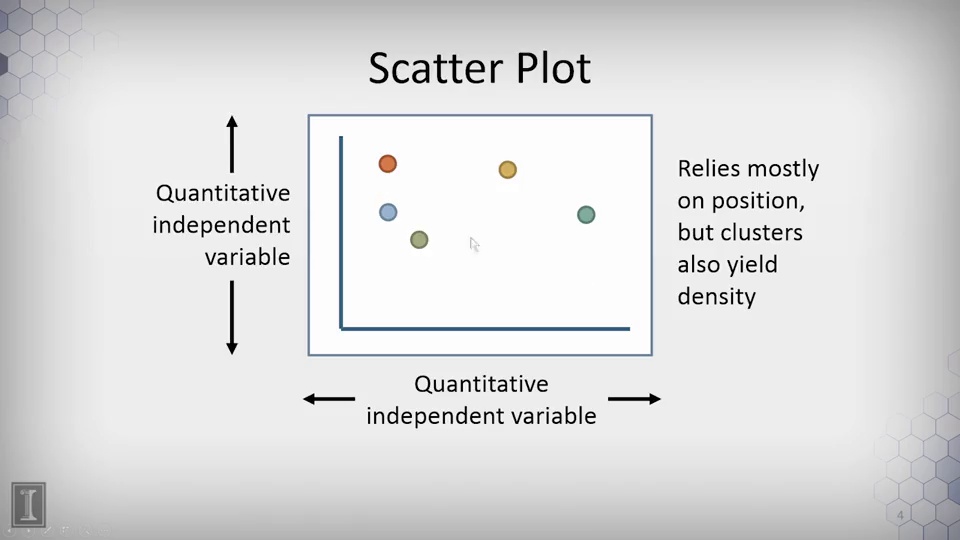 Scatter Plot
Quantitative
independent
variable
Relies mostly
on position,
but clusters
also yield
density
Quantitative
independent variable
I
4